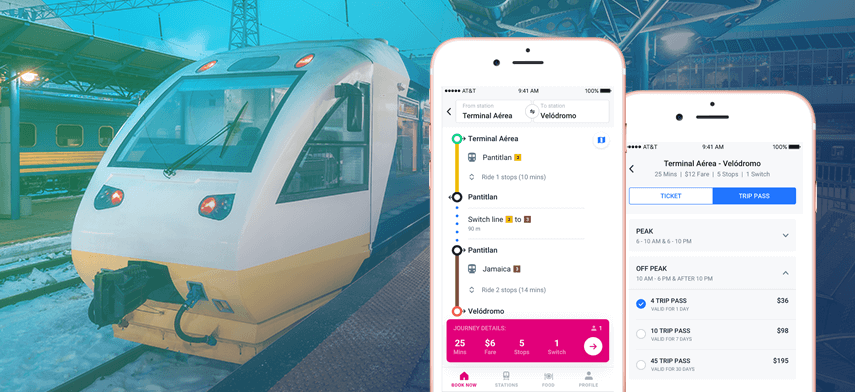 AT&T 9:41 AM 100%
From station To station
Terminal Aérea Velódromo
Terminal Aérea
Pantitlan 2
Ride 1 stops (10 mins)
Pantitlan
Switch line 2 to 3
90 m
Pantitlan
Jamaica 3
Ride 2 stops (14 mins)
Velódromo
JOURNEY DETAILS: 1
25 $6 5 1
Mins Fare Stops Switch
BOOK NOW STATIONS FOOD PROFILE
AT&T 9:41 AM 100%
Terminal Aérea - Velódromo
25 Mins | $12 Fare | 5 Stops | 1 Switch
TICKET TRIP PASS
PEAK
6 - 10 AM & 6 - 10 PM
OFF PEAK
10 AM - 6 PM & AFTER 10 PM
4 TRIP PASS $36
VALID FOR 1 DAY
10 TRIP PASS $98
VALID FOR 7 DAYS
45 TRIP PASS $195
VALID FOR 30 DAYS